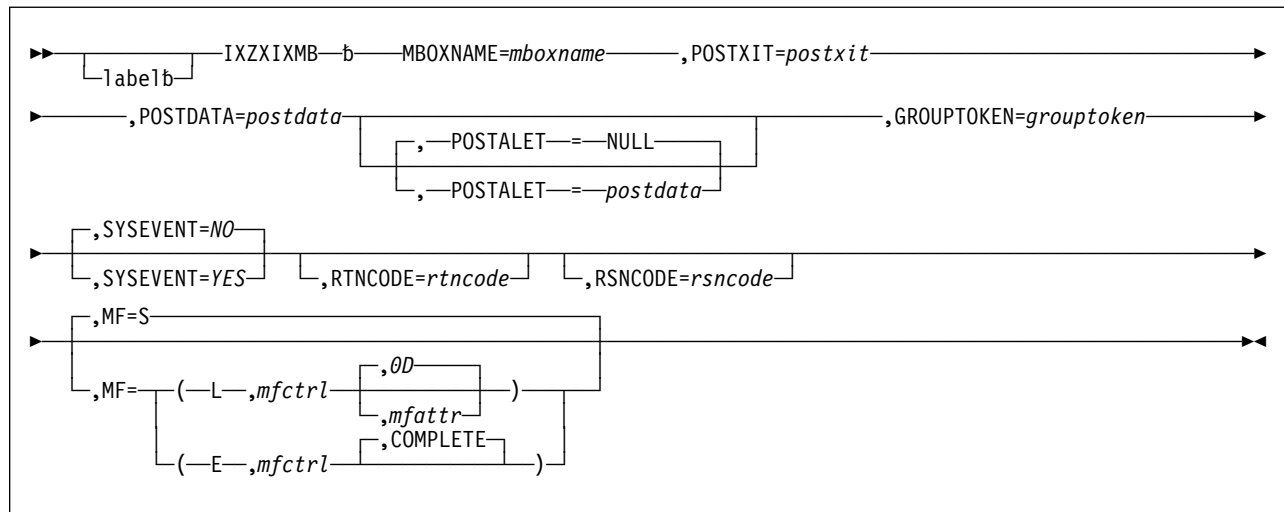 IXZXIXMB ƀ MBOXNAME=mboxname ,POSTXIT=postxit
labelƀ
,POSTDATA=postdata ,GROUPTOKEN=grouptoken
, POSTALET = NULL
, POSTALET = postdata
,SYSEVENT=NO
,SYSEVENT=YES ,RTNCODE=rtncode ,RSNCODE=rsncode
,MF=S
,MF= ( L ,mfctrl ,0D )
,mfattr
( E ,mfctrl ,COMPLETE )